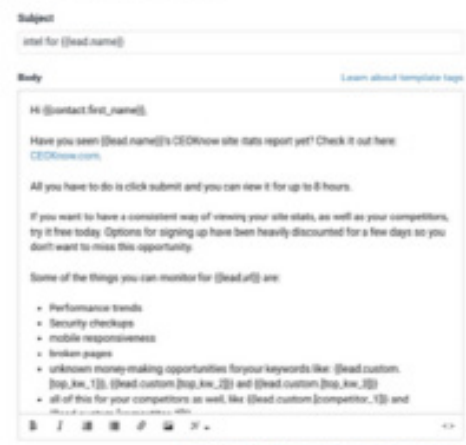 Subject
intel for {{lead.name}}
Body
Learn about template tags
Hi {{contact.first_name}},
Have you seen {{lead.name}}'s CEOKnow site stats report yet? Check it out here:
CEOKnow.com.
All you have to do is click submit and you can view it for up to 8 hours.
If you want to have a consistent way of viewing your site stats, as well as your competitors,
try it free today. Options for signing up have been heavily discounted for a few days so you
don't want to miss this opportunity.
Some of the things you can monitor for {{lead.url}} are:
• Performance trends
• Security checkups
• mobile responsiveness
• broken pages
• unknown money-making opportunities foryour keywords like: {{lead.custom.
[top_kw_1]}}, {{lead.custom.[top_kw_2]}} and {{lead.custom.[top_kw_3]}}
• all of this for your competitors as well, like {{lead.custom.[competitor_1]}} and
B I